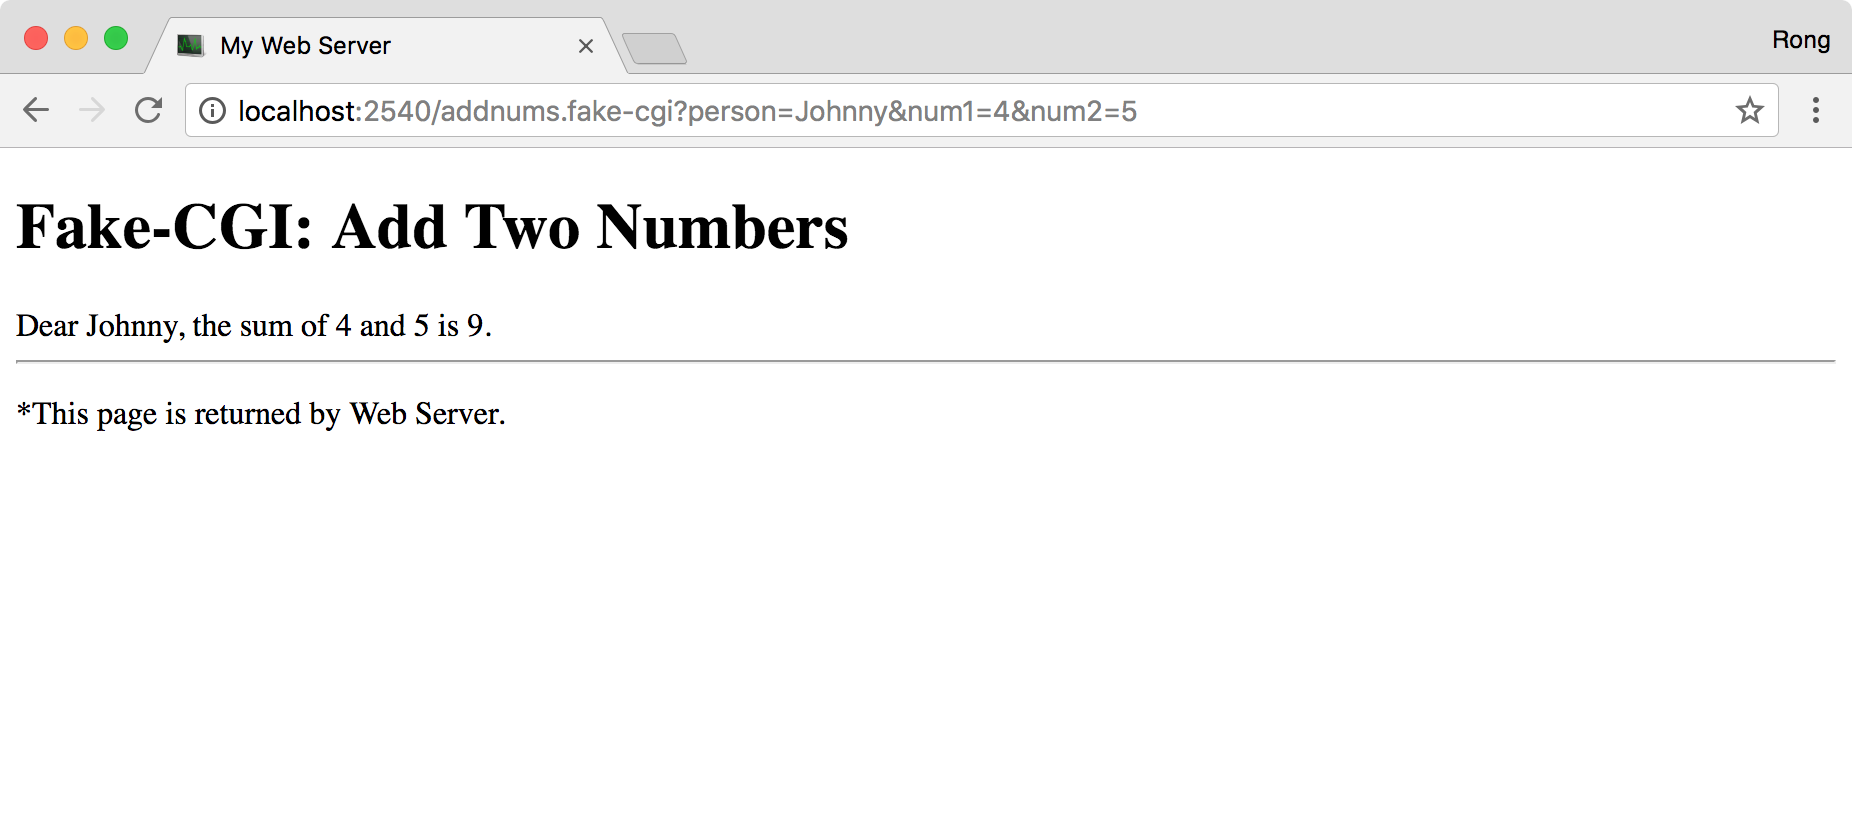 My Web Server
Rong
localhost:2540/addnums.fake-cgi?person=Johnny&num1=4&num2=5
Fake-CGI: Add Two Numbers
Dear Johnny, the sum of 4 and 5 is 9.
*This page is returned by Web Server.